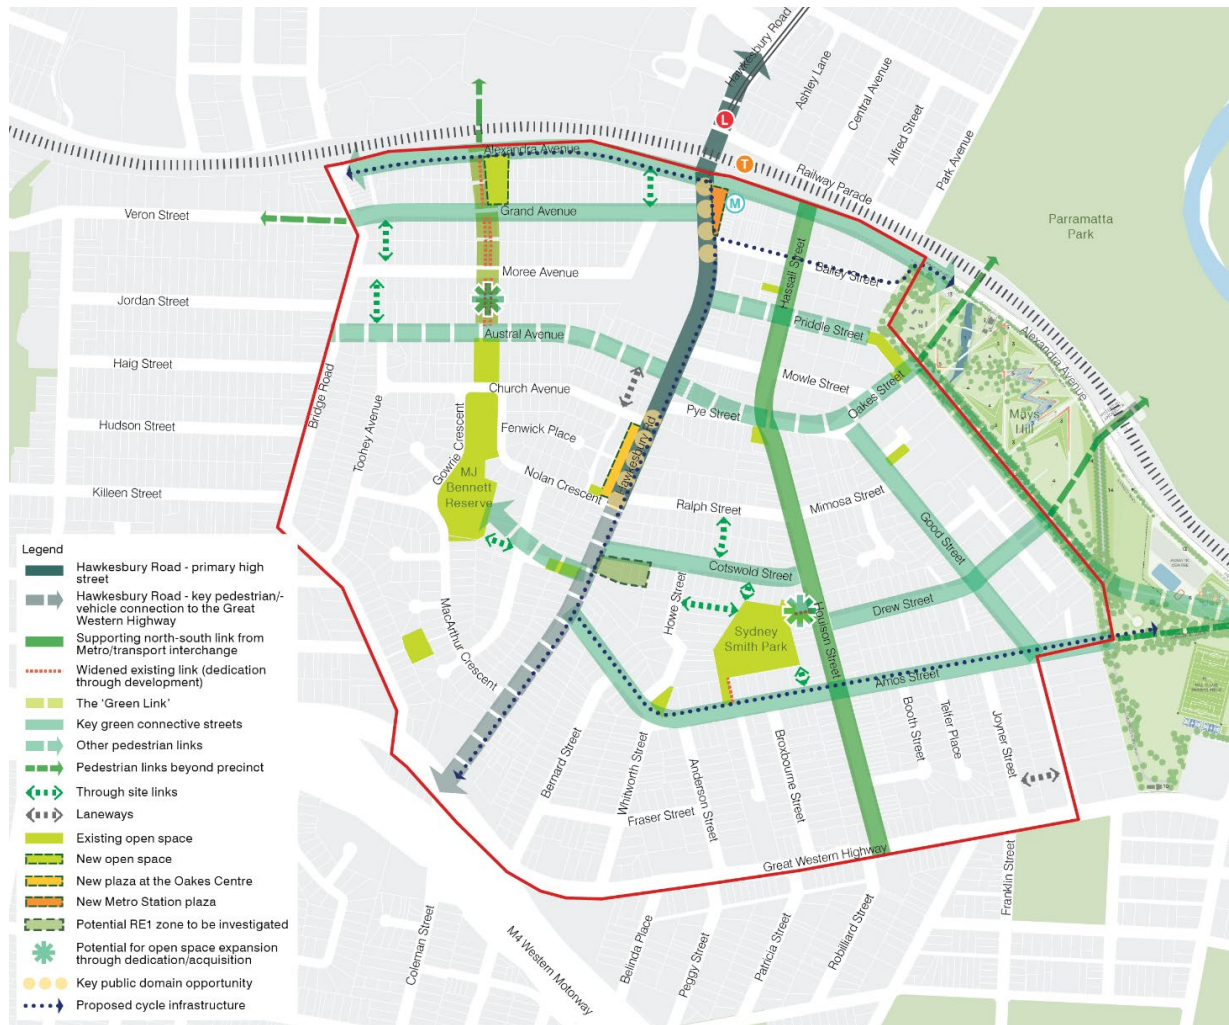 Hawkesbury Road
Ashley Lane
Central Avenue
Alfred Street
Park Avenue
L
T
Alexandra Avenue
Railway Parade
M
Veron Street
Grand Avenue
Parramatta
Park
Hassall Street
Bailey Street
Moree Avenue
Jordan Street
Priddle Street
Austral Avenue
Alexandra Avenue
Haig Street
Bridge Road
Church Avenue
Mowle Street
Oakes Street
Toohey Avenue
Pye Street
Mays
Hill
Hudson Street
Fenwick Place
Gowrie Crescent
Hawkesbury Rd
MJ
Bennett
Reserve
Nolan Crescent
Killeen Street
Ralph Street
Mimosa Street
Good Street
Cotswold Street
Howe Street
Drew Street
Houison Street
Sydney
Smith Park
MacArthur Crescent
Amos Street
Booth Street
Telfer Place
Joyner Street
Bernard Street
Whitworth Street
Anderson Street
Broxbourne Street
Fraser Street
Great Western Highway
Franklin Street
Coleman Street
M4 Western Motorway
Belinda Place
Peggy Street
Patricia Street
Robilliard Street
Legend
Hawkesbury Road - primary high
street
Hawkesbury Road - key pedestrian/-
vehicle connection to the Great
Western Highway
Supporting north-south link from
Metro/transport interchange
Widened existing link (dedication
through development)
The 'Green Link'
Key green connective streets
Other pedestrian links
Pedestrian links beyond precinct
Through site links
Laneways
Existing open space
New open space
New plaza at the Oakes Centre
New Metro Station plaza
Potential RE1 zone to be investigated
Potential for open space expansion
through dedication/acquisition
Key public domain opportunity
Proposed cycle infrastructure